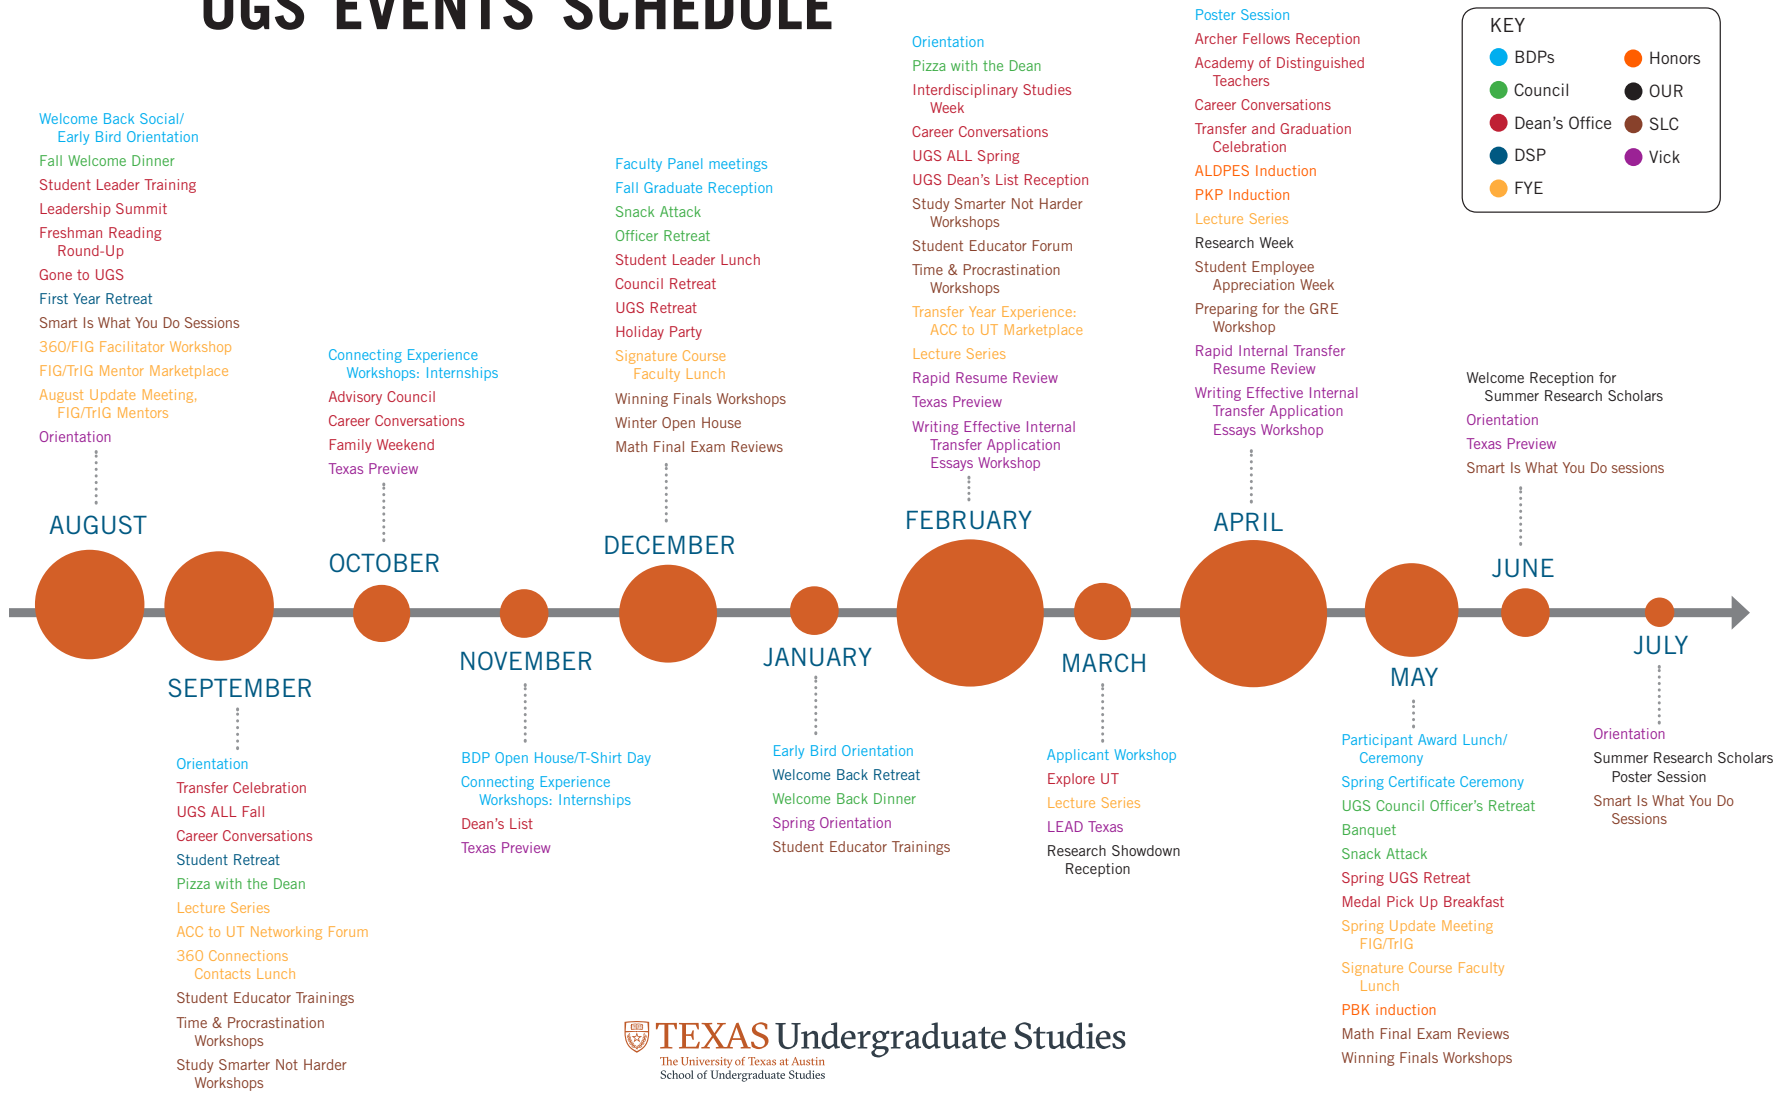 UGS EVENTS SCHEDULE
KEY
BDPs
Council
Dean's Office
DSP
FYE
Honors
OUR
SLC
Vick
Welcome Back Social/
Early Bird Orientation
Fall Welcome Dinner
Student Leader Training
Leadership Summit
Freshman Reading
Round-Up
Gone to UGS
First Year Retreat
Smart Is What You Do Sessions
360/FIG Facilitator Workshop
FIG/TrIG Mentor Marketplace
August Update Meeting,
FIG/TrIG Mentors
Orientation
AUGUST
SEPTEMBER
Orientation
Transfer Celebration
UGS ALL Fall
Career Conversations
Student Retreat
Pizza with the Dean
Lecture Series
ACC to UT Networking Forum
360 Connections
Contacts Lunch
Student Educator Trainings
Time & Procrastination
Workshops
Study Smarter Not Harder
Workshops
Connecting Experience
Workshops: Internships
Advisory Council
Career Conversations
Family Weekend
Texas Preview
OCTOBER
NOVEMBER
BDP Open House/T-Shirt Day
Connecting Experience
Workshops: Internships
Dean's List
Texas Preview
Faculty Panel meetings
Fall Graduate Reception
Snack Attack
Officer Retreat
Student Leader Lunch
Council Retreat
UGS Retreat
Holiday Party
Signature Course
Faculty Lunch
Winning Finals Workshops
Winter Open House
Math Final Exam Reviews
DECEMBER
JANUARY
Early Bird Orientation
Welcome Back Retreat
Welcome Back Dinner
Spring Orientation
Student Educator Trainings
Orientation
Pizza with the Dean
Interdisciplinary Studies
Week
Career Conversations
UGS ALL Spring
UGS Dean's List Reception
Study Smarter Not Harder
Workshops
Student Educator Forum
Time & Procrastination
Workshops
Transfer Year Experience:
ACC to UT Marketplace
Lecture Series
Rapid Resume Review
Texas Preview
Writing Effective Internal
Transfer Application
Essays Workshop
FEBRUARY
MARCH
Applicant Workshop
Explore UT
Lecture Series
LEAD Texas
Research Showdown
Reception
Poster Session
Archer Fellows Reception
Academy of Distinguished
Teachers
Career Conversations
Transfer and Graduation
Celebration
ALDPES Induction
PKP Induction
Lecture Series
Research Week
Student Employee
Appreciation Week
Preparing for the GRE
Workshop
Rapid Internal Transfer
Resume Review
Writing Effective Internal
Transfer Application
Essays Workshop
APRIL
MAY
Participant Award Lunch/
Ceremony
Spring Certificate Ceremony
UGS Council Officer's Retreat
Banquet
Snack Attack
Spring UGS Retreat
Medal Pick Up Breakfast
Spring Update Meeting
FIG/TrIG
Signature Course Faculty
Lunch
PBK induction
Math Final Exam Reviews
Winning Finals Workshops
Welcome Reception for
Summer Research Scholars
Orientation
Texas Preview
Smart Is What You Do sessions
JUNE
JULY
Orientation
Summer Research Scholars
Poster Session
Smart Is What You Do
Sessions
TEXAS Undergraduate Studies
The University of Texas at Austin
School of Undergraduate Studies